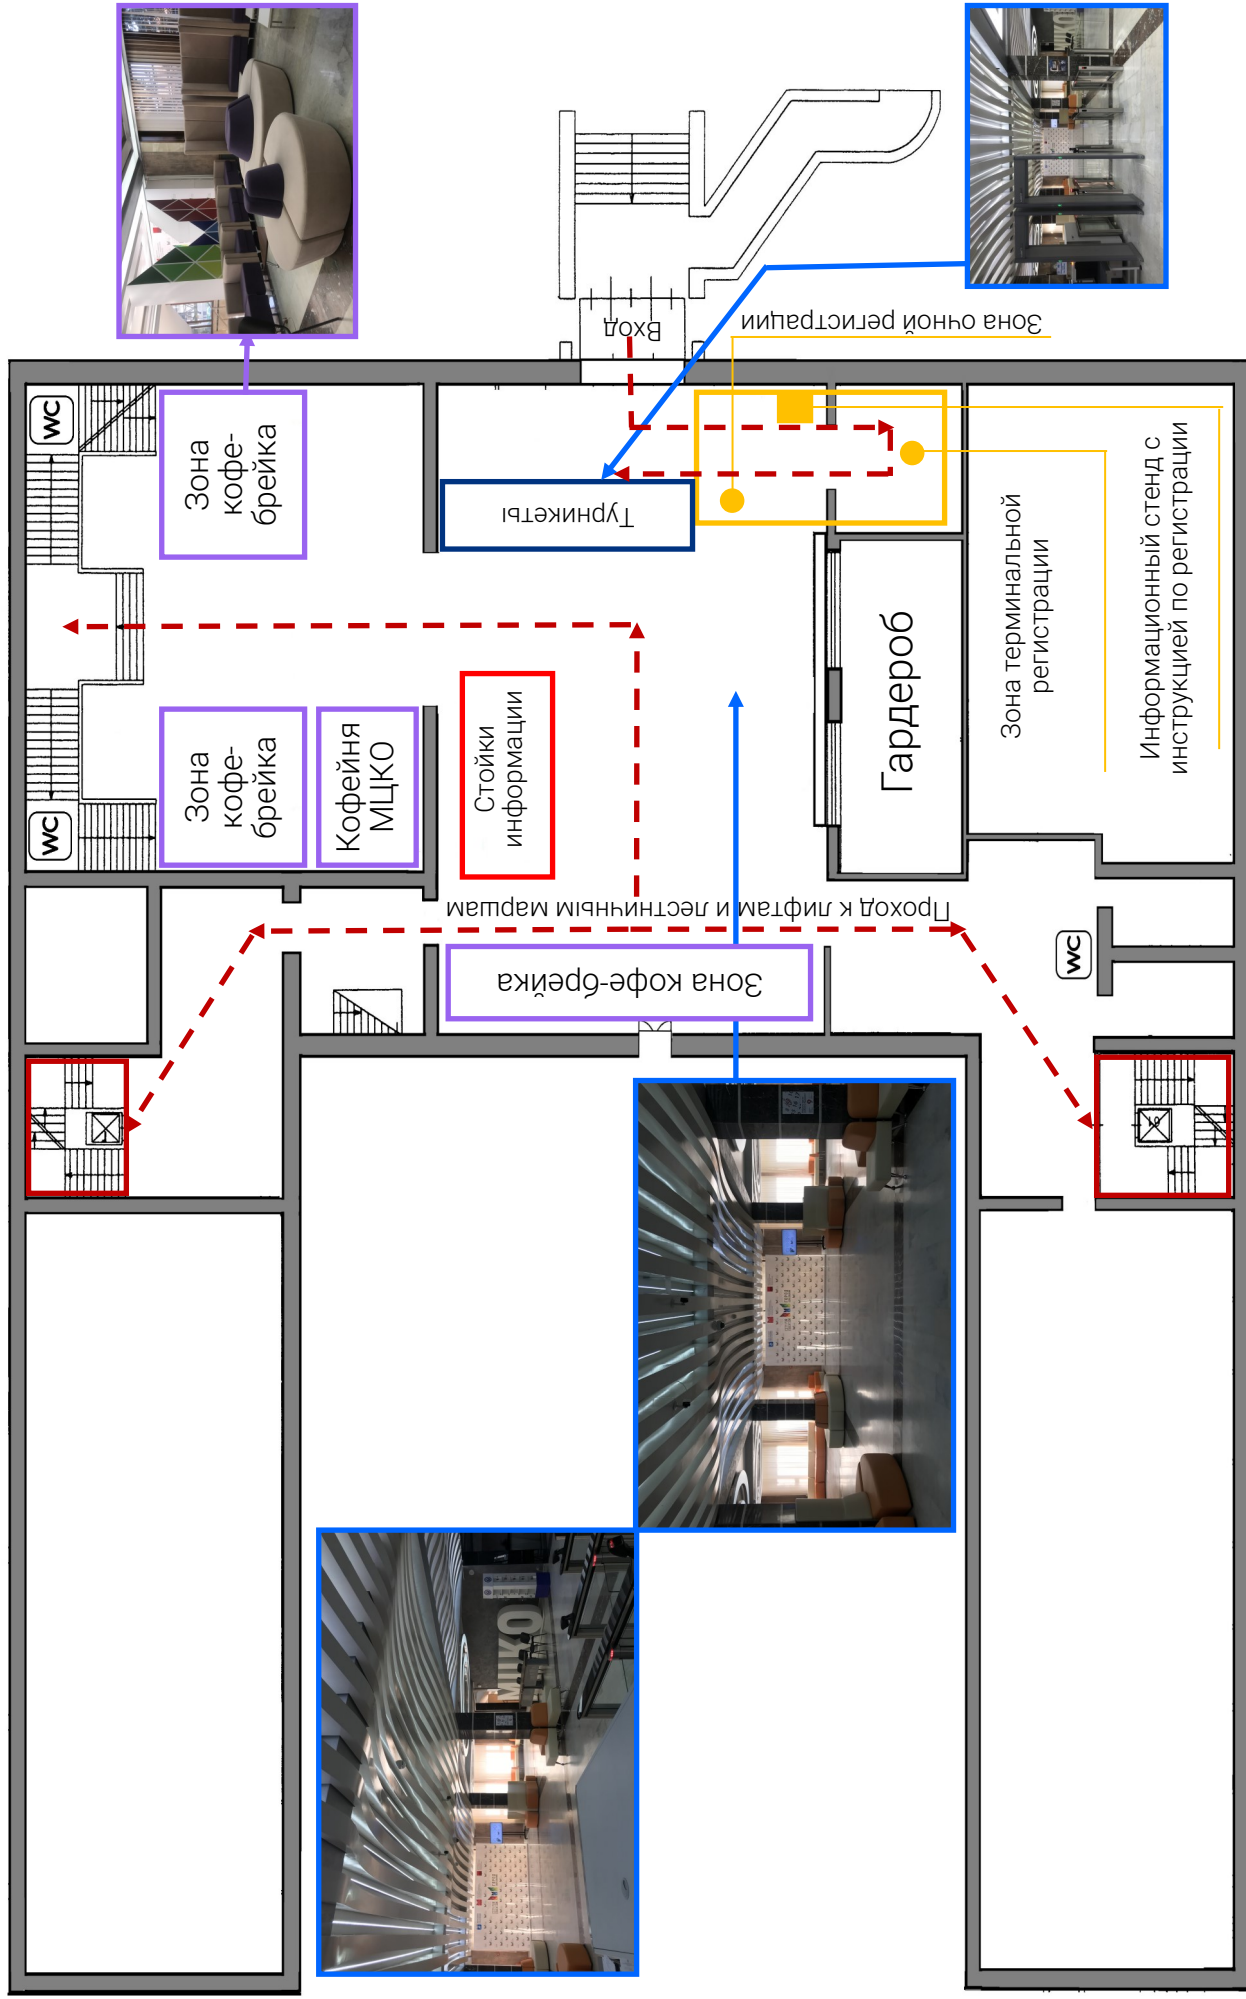 Вход
Зона очной регистрации
WC
Зона
кофе-
брейка
Турникеты
Зона терминальной
регистрации
Информационный стенд с
инструкцией по регистрации
Гардероб
Стойки
информации
Зона
кофе-
брейка
Кофейня
МЦКО
WC
Проход к лифтам и лестничным маршам
Зона кофе-брейка
WC
МЦКО